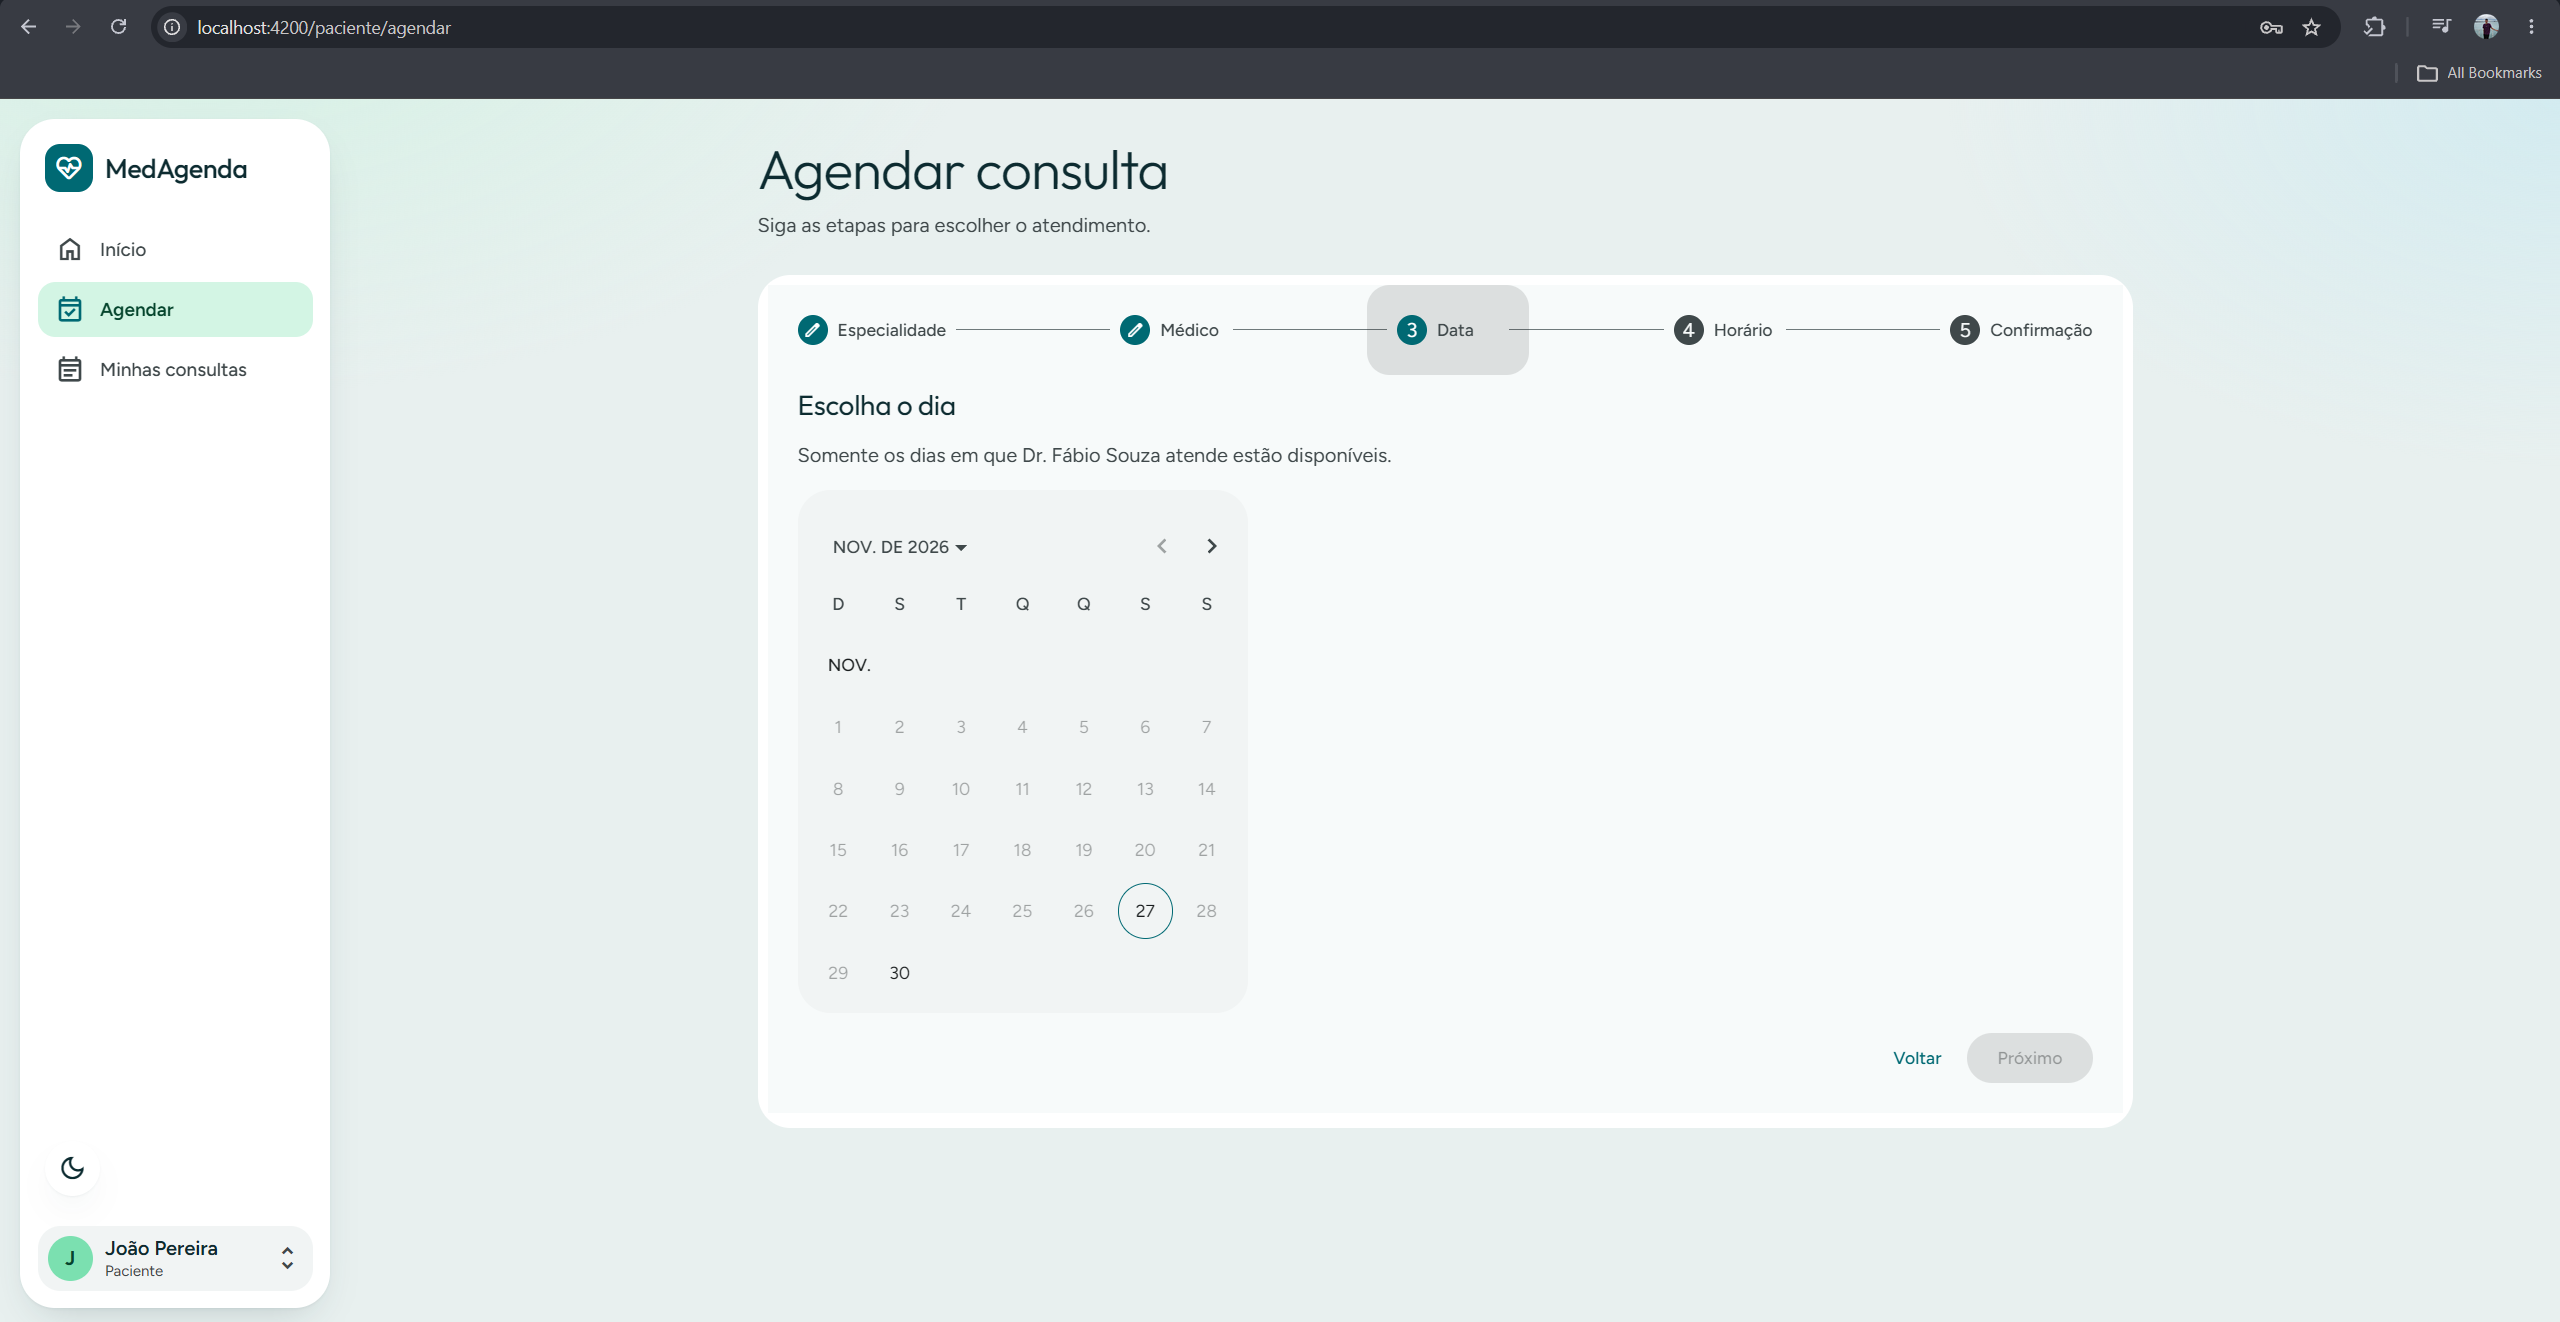 localhost:4200/paciente/agendar
All Bookmarks
MedAgenda
Início
Agendar
Minhas consultas
J
João Pereira
Paciente
Agendar consulta
Siga as etapas para escolher o atendimento.
Especialidade
Médico
3 Data
4 Horário
5 Confirmação
Escolha o dia
Somente os dias em que Dr. Fábio Souza atende estão disponíveis.
NOV. DE 2026
D S T Q Q S S
NOV.
1 2 3 4 5 6 7
8 9 10 11 12 13 14
15 16 17 18 19 20 21
22 23 24 25 26 27 28
29 30
Voltar
Próximo